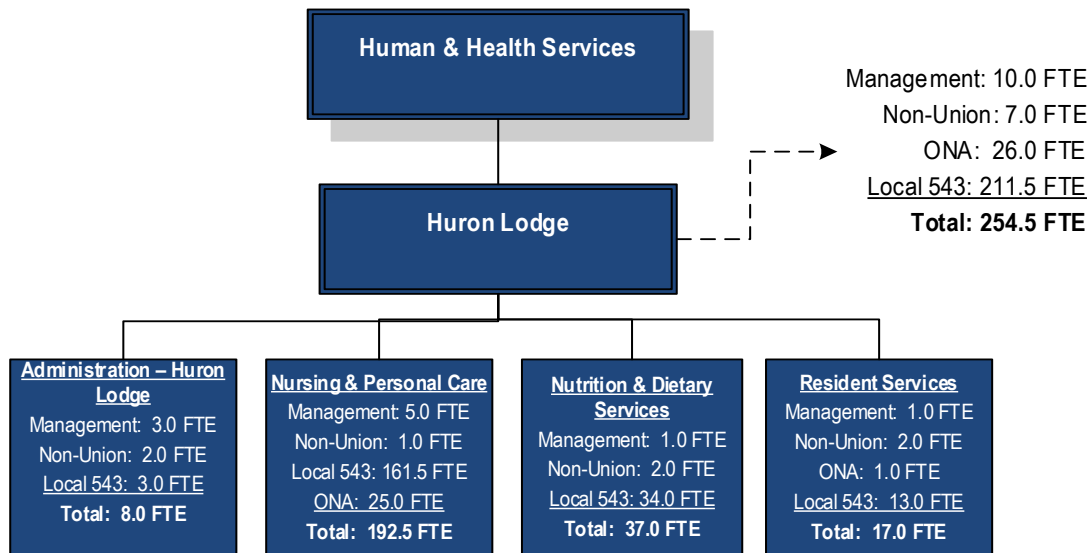 Human & Health Services
Management: 10.0 FTE
Non-Union: 7.0 FTE
ONA: 26.0 FTE
Local 543: 211.5 FTE
Total: 254.5 FTE
Huron Lodge
Administration – Huron
Lodge
Management: 3.0 FTE
Non-Union: 2.0 FTE
Local 543: 3.0 FTE
Total: 8.0 FTE
Nursing & Personal Care
Management: 5.0 FTE
Non-Union: 1.0 FTE
Local 543: 161.5 FTE
ONA: 25.0 FTE
Total: 192.5 FTE
Nutrition & Dietary
Services
Management: 1.0 FTE
Non-Union: 2.0 FTE
Local 543: 34.0 FTE
Total: 37.0 FTE
Resident Services
Management: 1.0 FTE
Non-Union: 2.0 FTE
ONA: 1.0 FTE
Local 543: 13.0 FTE
Total: 17.0 FTE